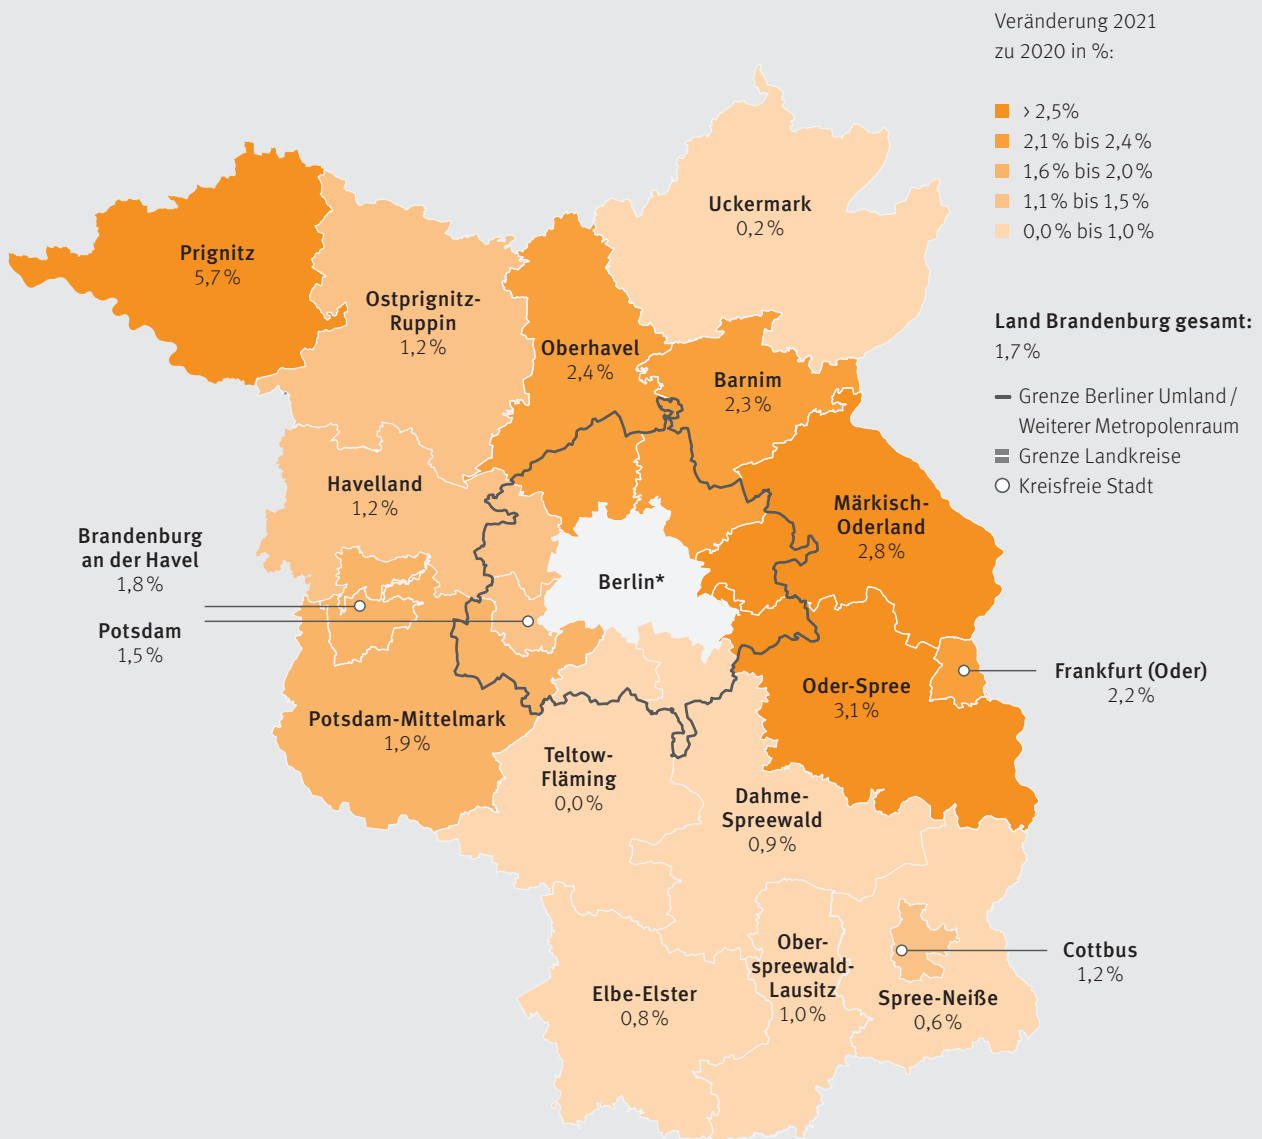 Veränderung 2021
zu 2020 in %:
› 2,5%
2,1% bis 2,4%
1,6% bis 2,0%
1,1% bis 1,5%
0,0% bis 1,0%
Land Brandenburg gesamt:
1,7%
Grenze Berliner Umland /
Weiterer Metropolenraum
Grenze Landkreise
Kreisfreie Stadt
Uckermark
0,2%
Prignitz
5,7%
Ostprignitz-
Ruppin
1,2%
Oberhavel
2,4%
Barnim
2,3%
Havelland
1,2%
Märkisch-
Oderland
2,8%
Brandenburg
an der Havel
1,8%
Berlin*
Potsdam
1,5%
Frankfurt (Oder)
2,2%
Oder-Spree
3,1%
Potsdam-Mittelmark
1,9%
Teltow-
Fläming
0,0%
Dahme-
Spreewald
0,9%
Ober-
spreewald-
Lausitz
1,0%
Cottbus
1,2%
Elbe-Elster
0,8%
Spree-Neiße
0,6%